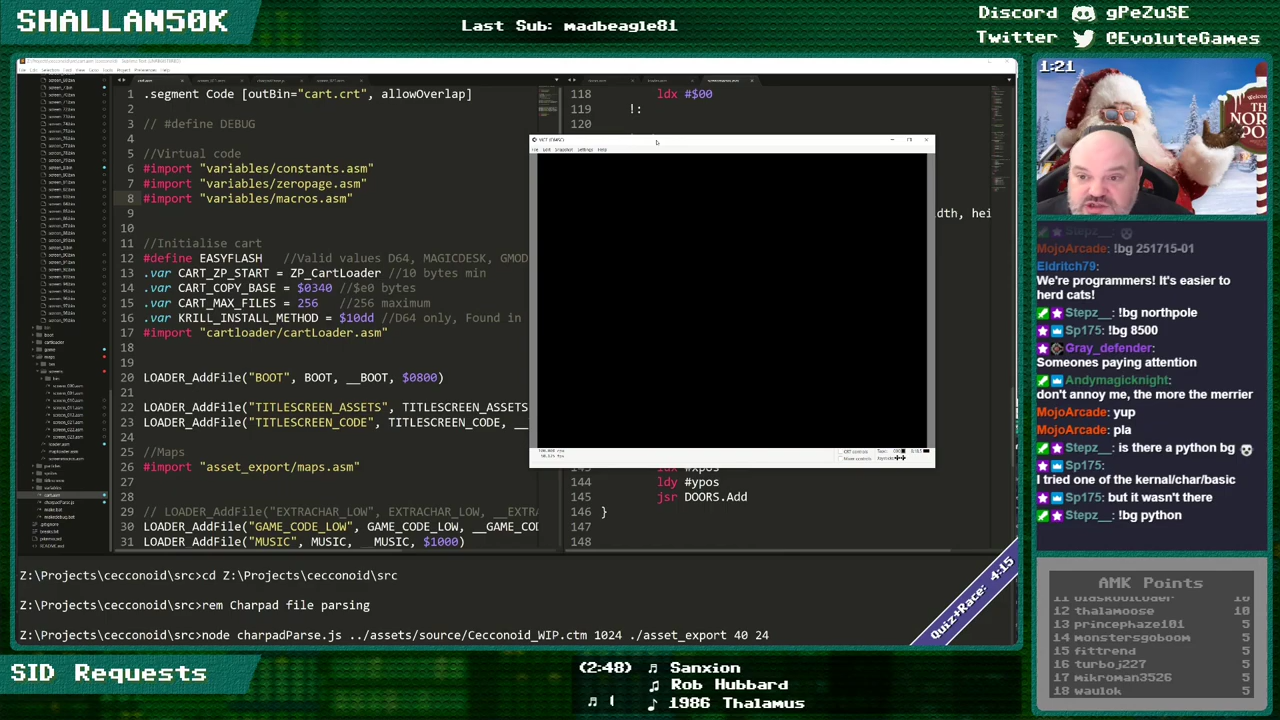 SHALLAN50K
Last Sub: madbeagle81
Discord gPeZuSE
Twitter @EvoluteGames
1 .segment Code [outBin="cart.crt", allowOverlap]
2
3 // #define DEBUG
4
5 //Virtual code
6 #import "variables/constants.asm"
7 #import "variables/zeropage.asm"
8 #import "variables/macros.asm"
9
10
11 //Initialise cart
12 #define EASYFLASH //Valid values D64, MAGICDESK, GMOD
13 .var CART_ZP_START = ZP_CartLoader //10 bytes min
14 .var CART_COPY_BASE = $0340 //$e0 bytes
15 .var CART_MAX_FILES = 256 //256 maximum
16 .var KRILL_INSTALL_METHOD = $10dd //D64 only, Found in
17 #import "cartloader/cartLoader.asm"
18
19
20 LOADER_AddFile("BOOT", BOOT, __BOOT, $0800)
21
22 LOADER_AddFile("TITLESCREEN_ASSETS", TITLESCREEN_ASSETS
23 LOADER_AddFile("TITLESCREEN_CODE", TITLESCREEN_CODE, __
24
25 //Maps
26 #import "asset_export/maps.asm"
27
28
29 // LOADER_AddFile("EXTRACHAR_LOW", EXTRACHAR_LOW, __EXTRA
30 LOADER_AddFile("GAME_CODE_LOW", GAME_CODE_LOW, __GAME_COD
31 LOADER_AddFile("MUSIC", MUSIC, __MUSIC, $1000)
118 ldx #$00
119 !:
120
dth, hei
144 ldy #ypos
145 jsr DOORS.Add
146 }
147
148
Z:\Projects\cecconoid\src>cd Z:\Projects\cecconoid\src
Z:\Projects\cecconoid\src>rem Charpad file parsing
Z:\Projects\cecconoid\src>node charpadParse.js ../assets/source/Cecconoid_WIP.ctm 1024 ./asset_export 40 24
Quiz+Race: 4:15
1:21
Stepz__:
MojoArcade: !bg 251715-01
Eldritch79:
We're programmers! It's easier to
herd cats!
Stepz__: !bg northpole
Sp175: !bg 8500
Gray_defender:
Someones paying attention
Andymagicknight:
don't annoy me, the more the merrier
MojoArcade: yup
MojoArcade: pla
Stepz__: is there a python bg
Sp175:
I tried one of the kernal/char/basic
Sp175: but it wasn't there
Stepz__: !bg python
AMK Points
11 oldskoolcoder 10
12 thalamoose 10
13 princephaze101 5
14 monstersgoboom 5
15 fittrend 5
16 turboj227 5
17 mikroman3526 5
18 waulok 5
SID Requests
(2:48) Sanxion
Rob Hubbard
1986 Thalamus